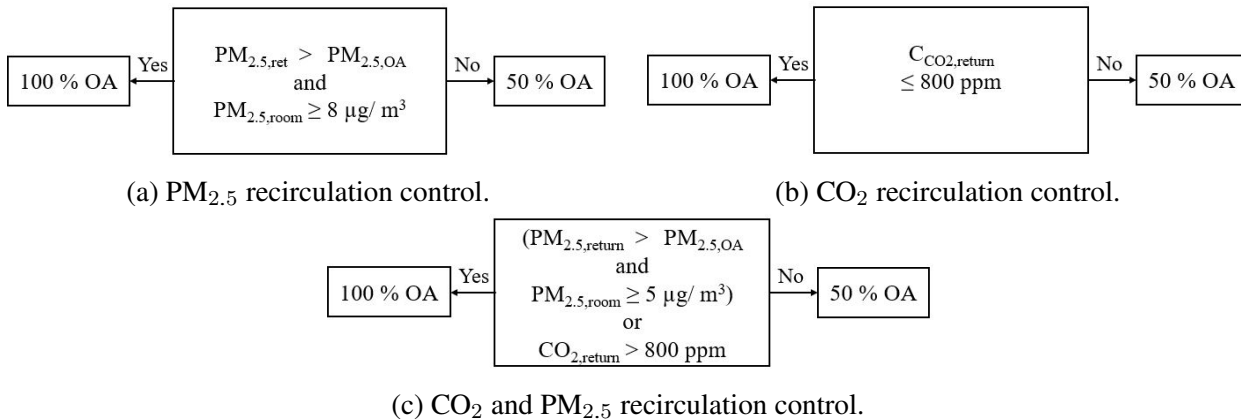 PM2.5,ret > PM2.5,OA
and
PM2.5,room ≥ 8 µg/ m³
Yes
No
100 % OA
50 % OA
(a) PM2.5 recirculation control.
CCO2,return
≤ 800 ppm
Yes
No
100 % OA
50 % OA
(b) CO2 recirculation control.
(PM2.5,return > PM2.5,OA
and
PM2.5,room ≥ 5 µg/ m³)
or
CO2,return > 800 ppm
Yes
No
100 % OA
50 % OA
(c) CO2 and PM2.5 recirculation control.